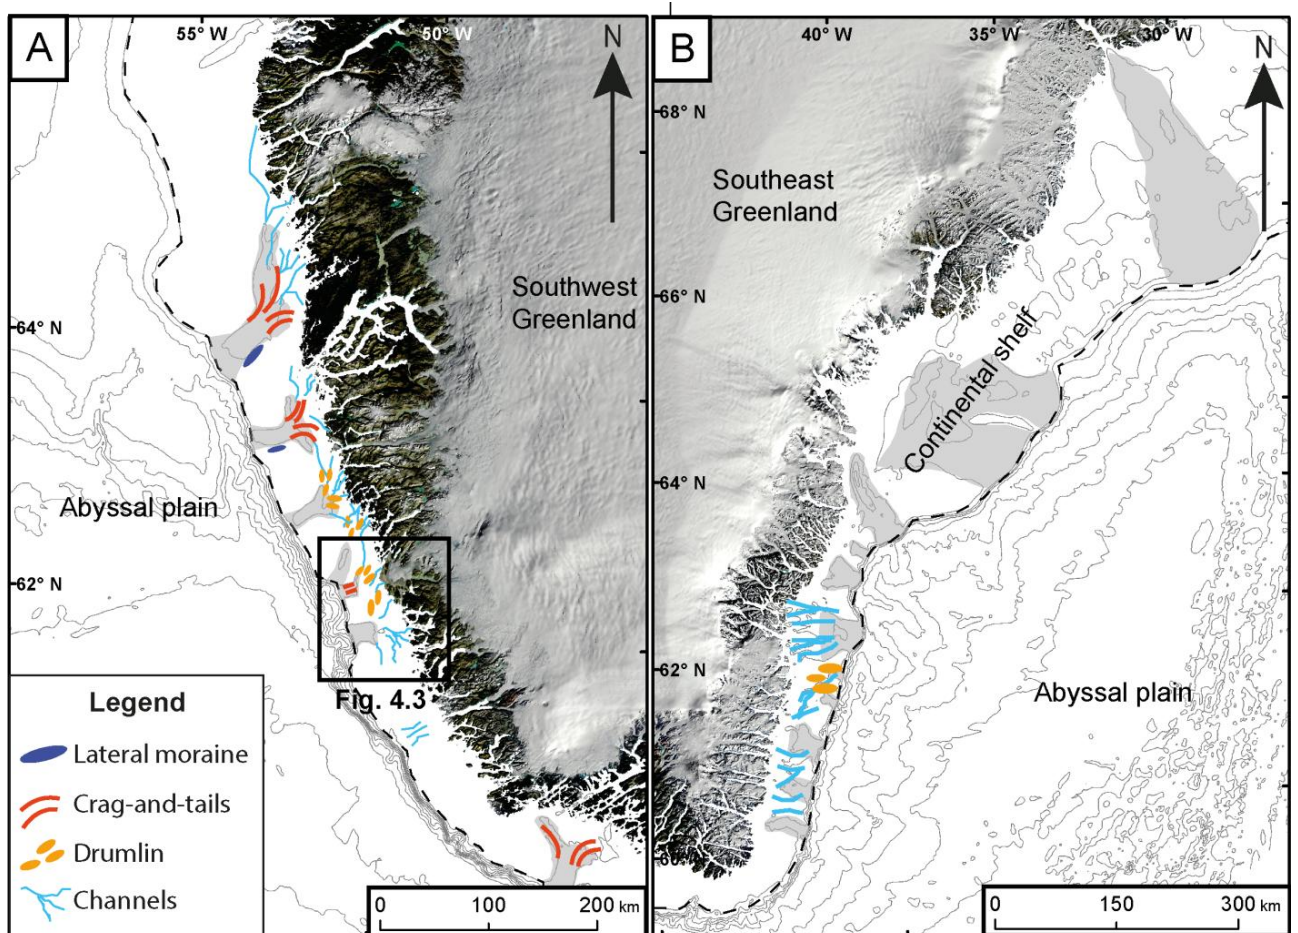 A
55° W
50° W
N
Southwest
Greenland
64° N
Abyssal plain
62° N
Fig. 4.3
Legend
Lateral moraine
Crag-and-tails
Drumlin
Channels
0 100 200 km
B
40° W
35° W
30° W
N
68° N
Southeast
Greenland
66° N
Continental shelf
64° N
62° N
Abyssal plain
0 150 300 km